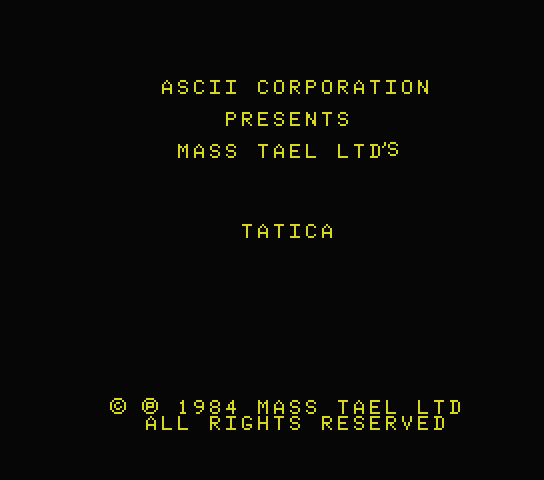 ASCII CORPORATION
PRESENTS
MASS TAEL LTD'S
TATICA
© ℗ 1984 MASS TAEL LTD
ALL RIGHTS RESERVED